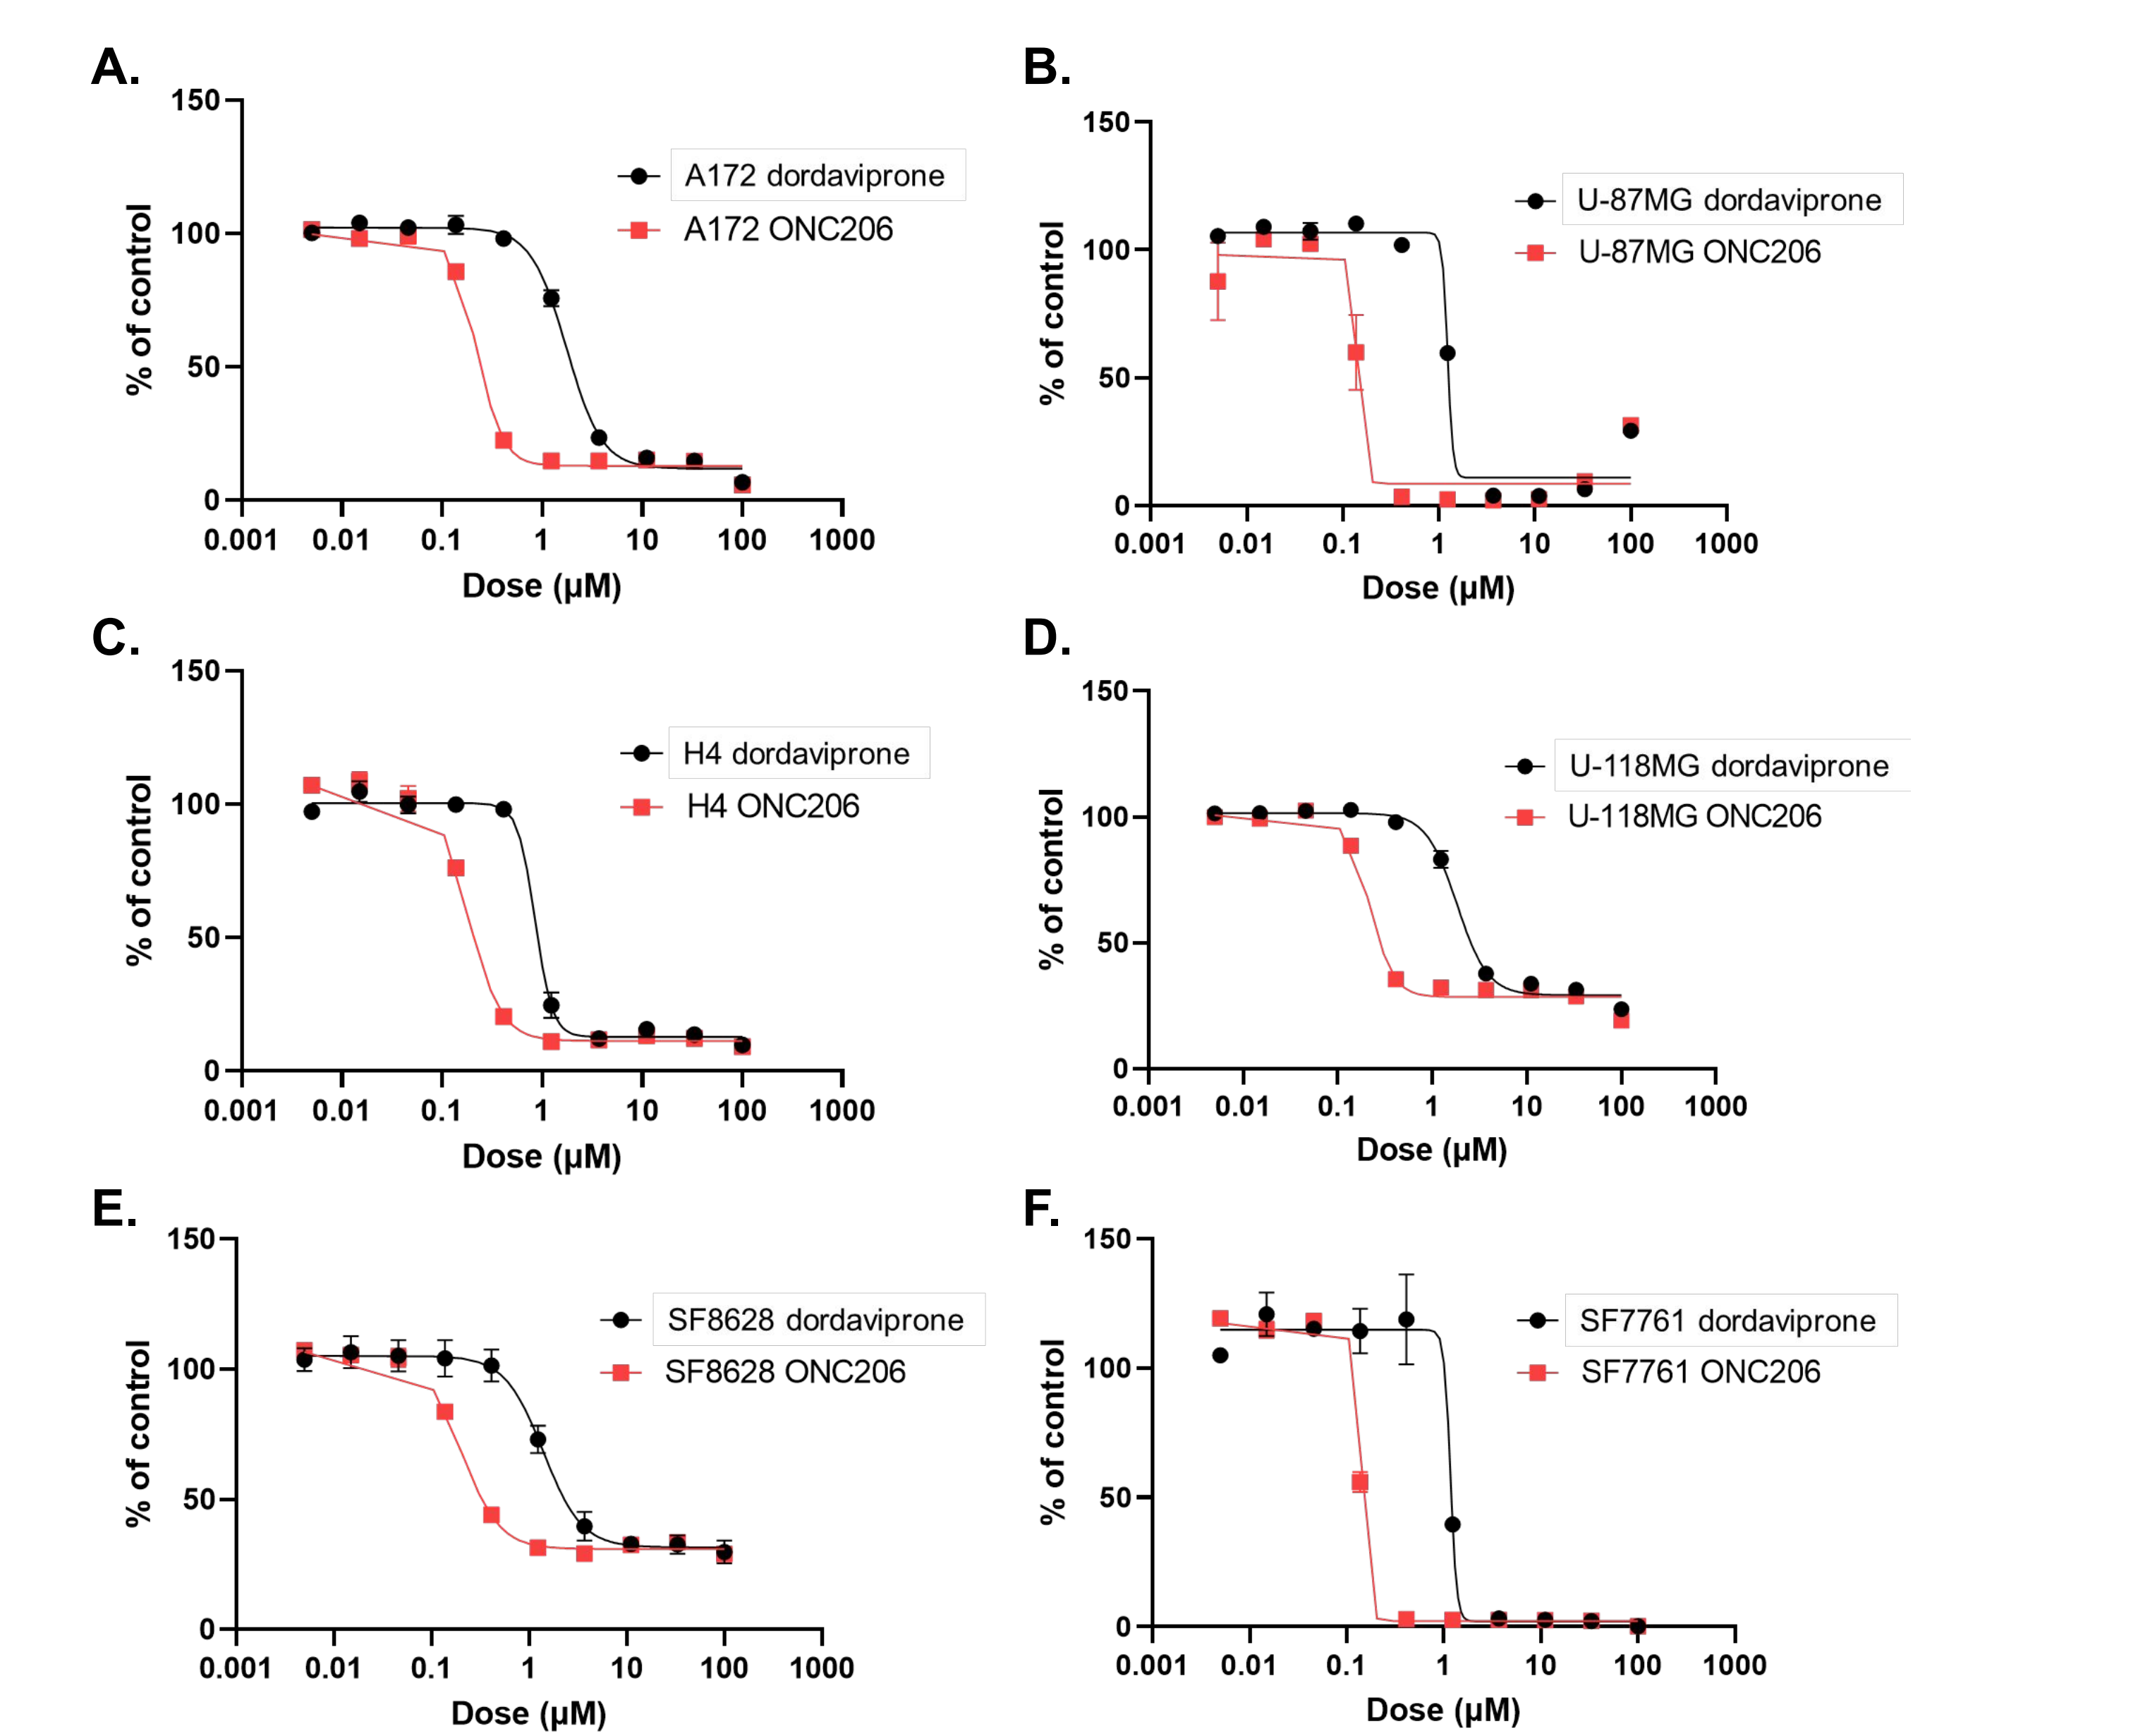 A.
150
100
50
0
% of control
A172 dordaviprone
A172 ONC206
0.001 0.01 0.1 1 10 100 1000
Dose (µM)
B.
150
100
50
0
% of control
U-87MG dordaviprone
U-87MG ONC206
0.001 0.01 0.1 1 10 100 1000
Dose (µM)
C.
150
100
50
0
% of control
H4 dordaviprone
H4 ONC206
0.001 0.01 0.1 1 10 100 1000
Dose (µM)
D.
150
100
50
0
% of control
U-118MG dordaviprone
U-118MG ONC206
0.001 0.01 0.1 1 10 100 1000
Dose (µM)
E.
150
100
50
0
% of control
SF8628 dordaviprone
SF8628 ONC206
0.001 0.01 0.1 1 10 100 1000
Dose (µM)
F.
150
100
50
0
% of control
SF7761 dordaviprone
SF7761 ONC206
0.001 0.01 0.1 1 10 100 1000
Dose (µM)